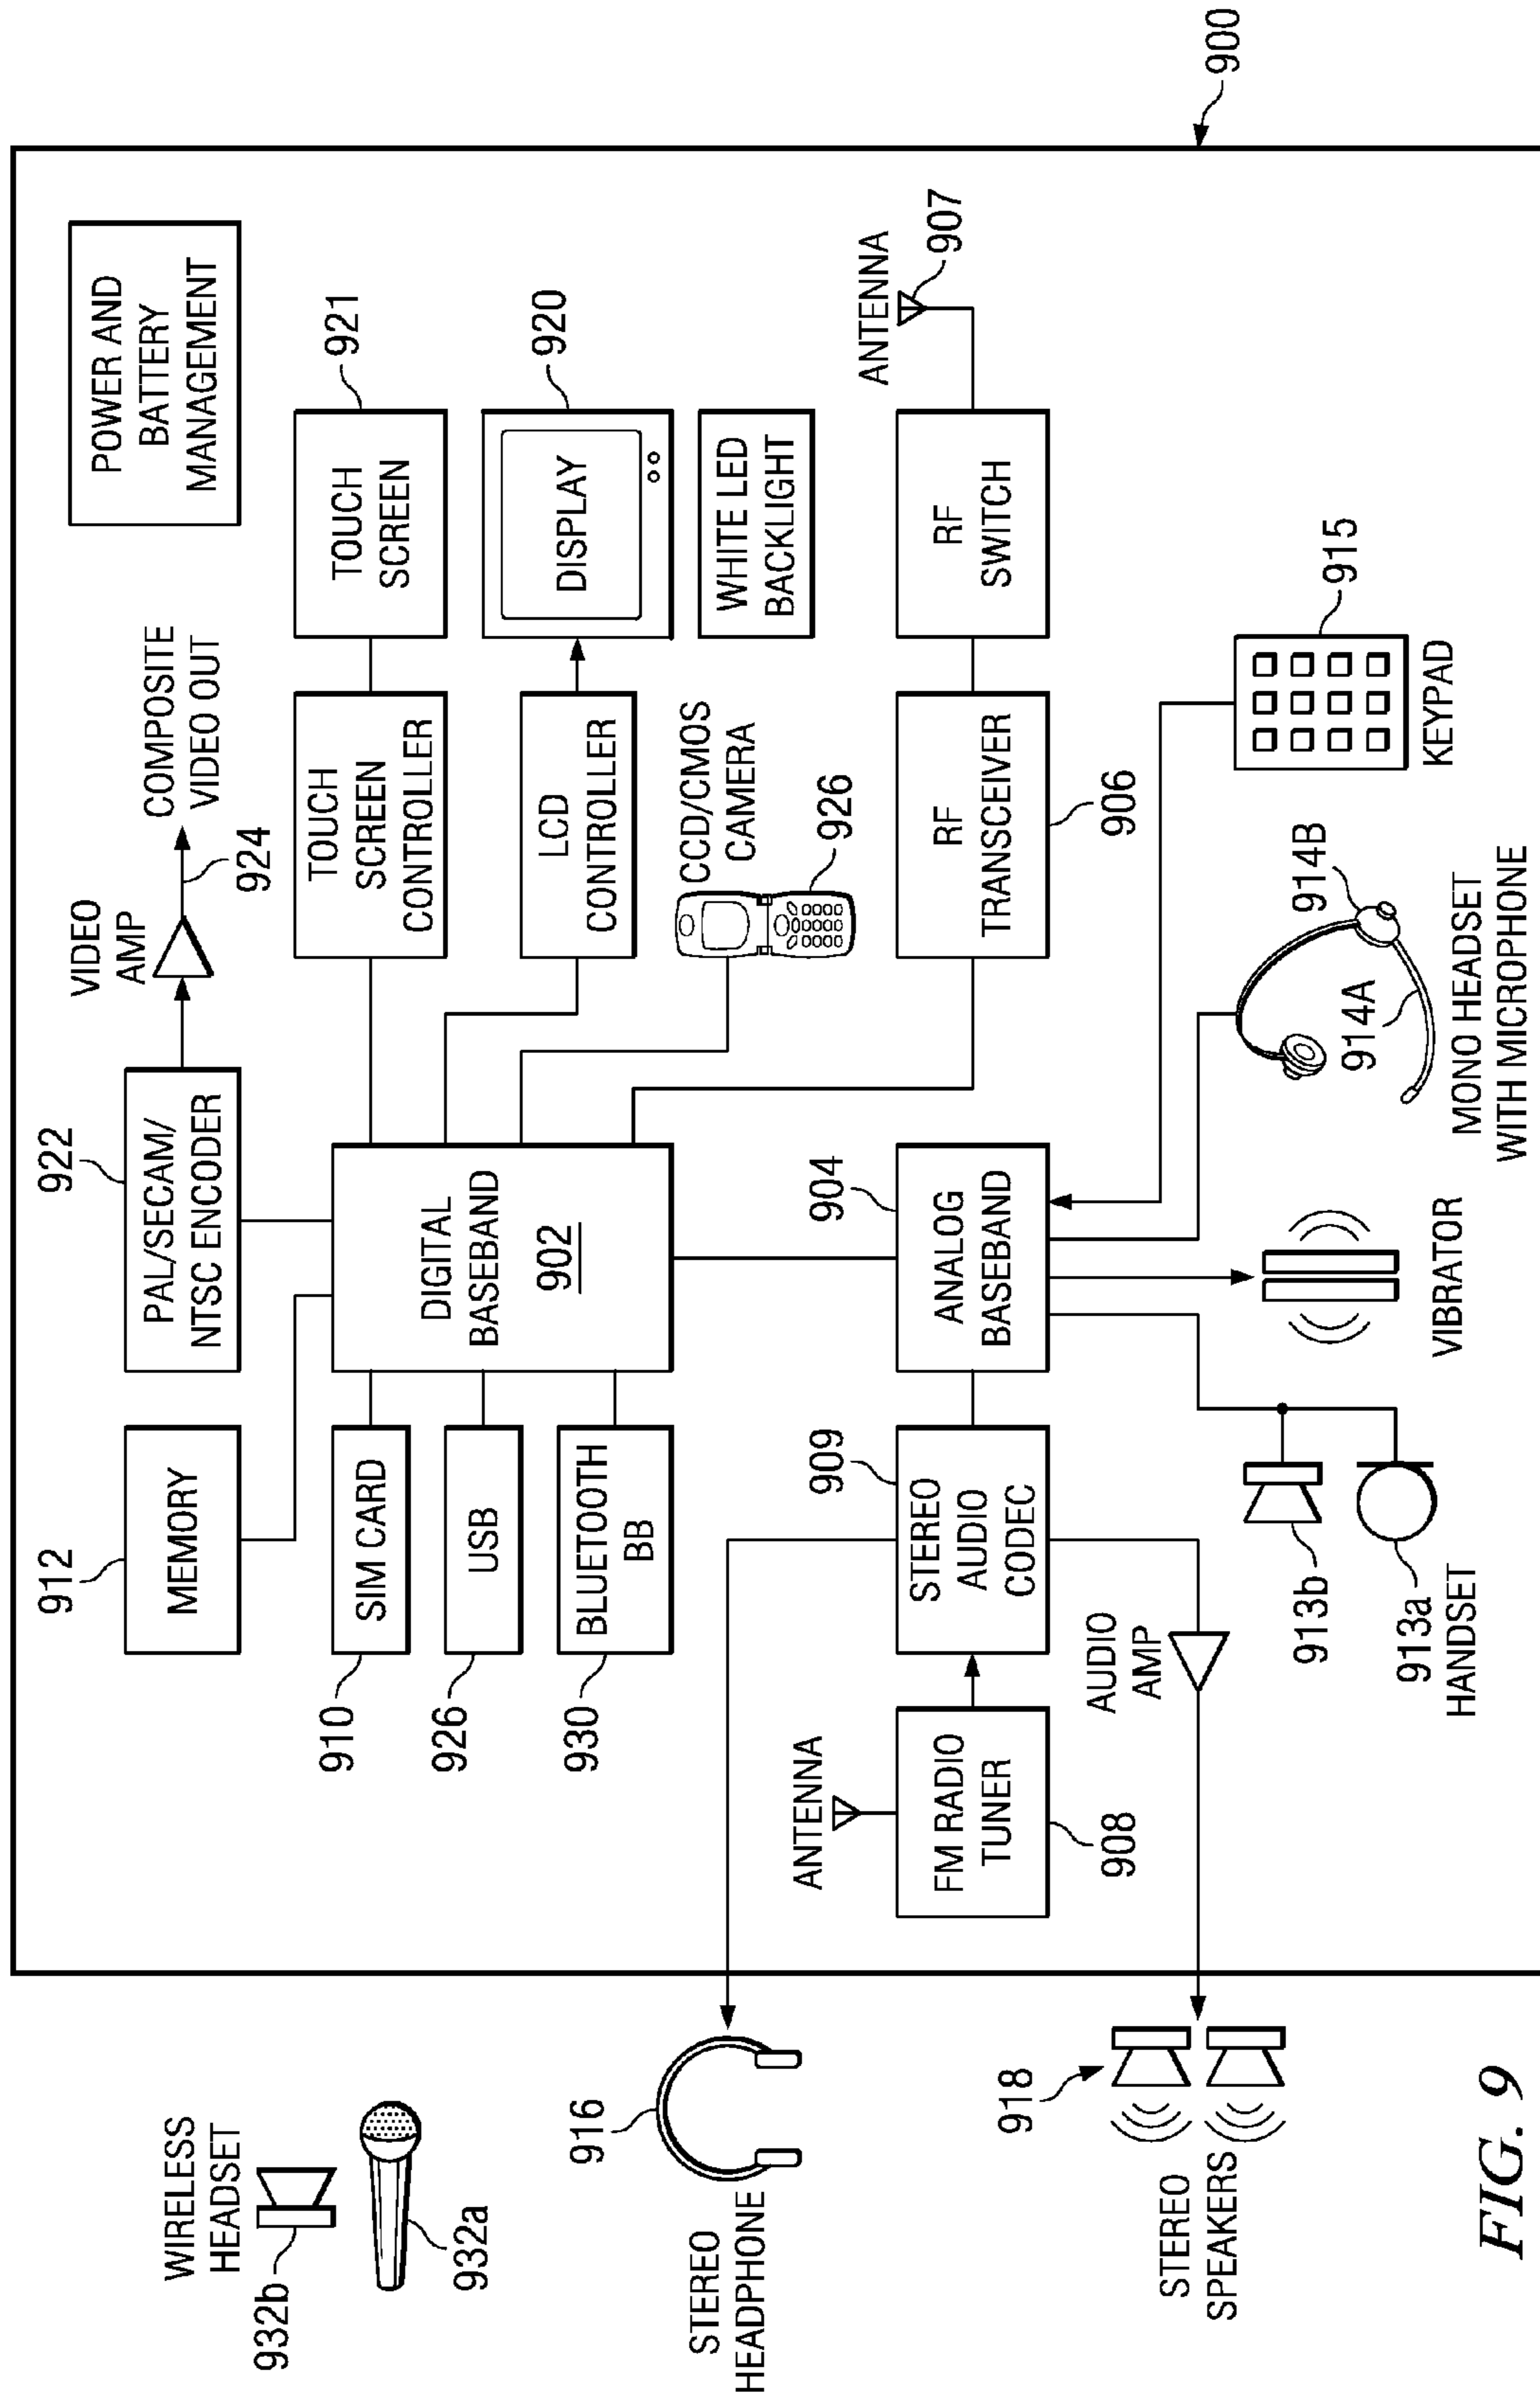 WIRELESS
HEADSET
932b
932a
916
STEREO
HEADPHONE
918
STEREO
SPEAKERS
912
MEMORY
922
PAL/SECAM/
NTSC ENCODER
VIDEO
AMP
924
COMPOSITE
VIDEO OUT
POWER AND
BATTERY
MANAGEMENT
910
SIM CARD
926
USB
930
BLUETOOTH
BB
DIGITAL
BASEBAND
902
TOUCH
SCREEN
CONTROLLER
TOUCH
SCREEN
921
LCD
CONTROLLER
DISPLAY
920
CCD/CMOS
CAMERA
926
WHITE LED
BACKLIGHT
ANTENNA
FM RADIO
TUNER
908
909
STEREO
AUDIO
CODEC
904
ANALOG
BASEBAND
RF
TRANSCEIVER
906
RF
SWITCH
ANTENNA
907
AUDIO
AMP
913b
913a
HANDSET
VIBRATOR
914A
914B
MONO HEADSET
WITH MICROPHONE
915
KEYPAD
900
FIG. 9